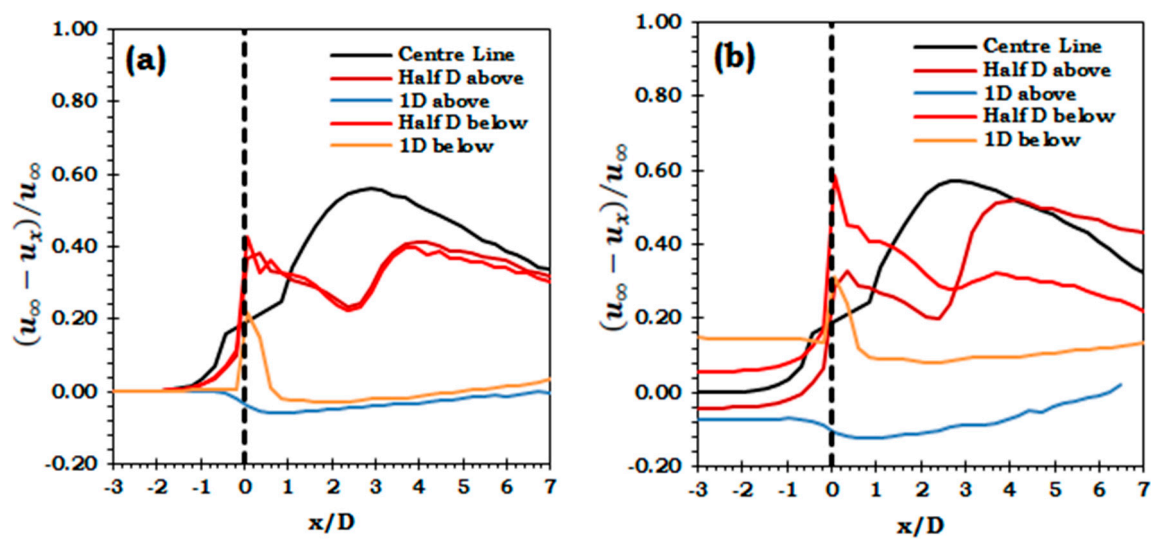 (a)
Centre Line
Half D above
1D above
Half D below
1D below
1.00
0.80
0.60
0.40
0.20
0.00
-0.20
(u∞ − uₓ)/u∞
-3 -2 -1 0 1 2 3 4 5 6 7
x/D
(b)
Centre Line
Half D above
1D above
Half D below
1D below
1.00
0.80
0.60
0.40
0.20
0.00
-0.20
(u∞ − uₓ)/u∞
-3 -2 -1 0 1 2 3 4 5 6 7
x/D